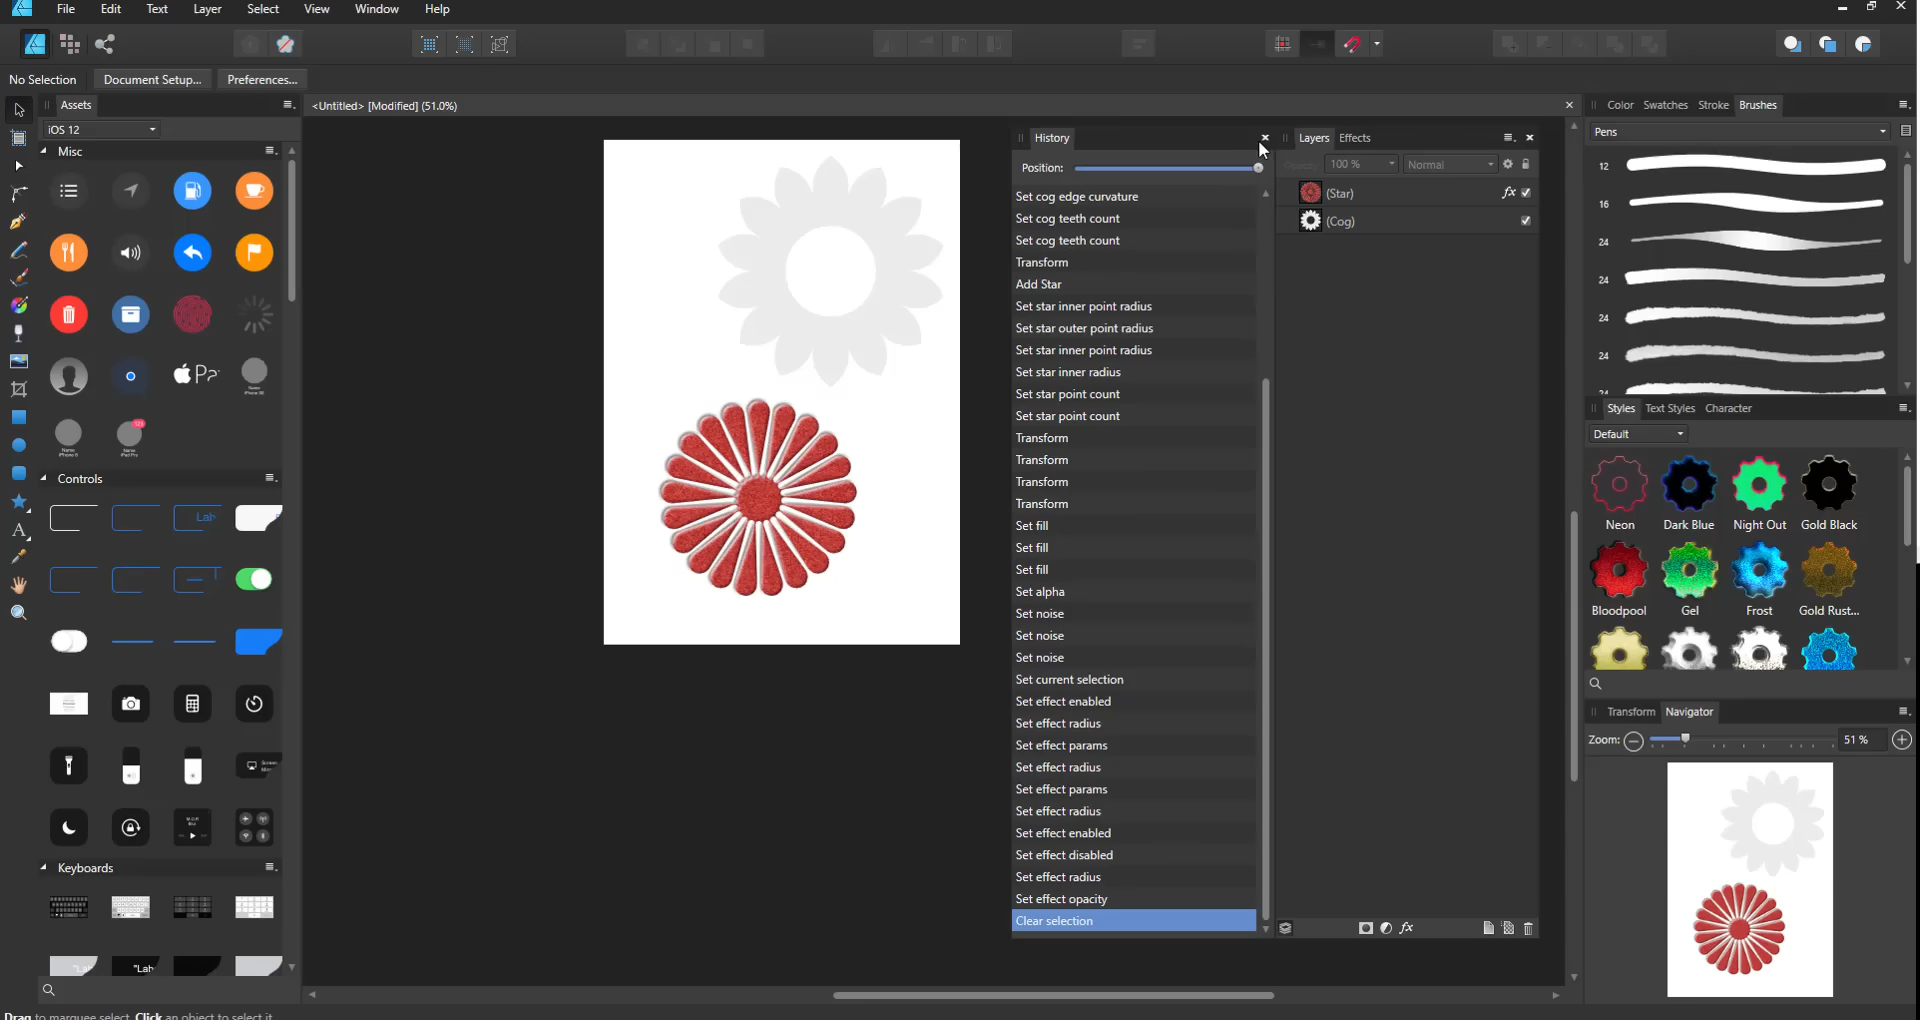 File Edit Text Layer Select View Window Help
No Selection Document Setup... Preferences...
Assets
<Untitled> [Modified] (51.0%)
iOS 12
Misc
Pay
Controls
Lab
Keyboards
"Lab
"Lab
Drag to marquee select. Click an object to select it.
History
Position:
Set cog edge curvature
Set cog teeth count
Set cog teeth count
Transform
Add Star
Set star inner point radius
Set star outer point radius
Set star inner point radius
Set star inner radius
Set star point count
Set star point count
Transform
Transform
Transform
Transform
Set fill
Set fill
Set fill
Set alpha
Set noise
Set noise
Set noise
Set current selection
Set effect enabled
Set effect radius
Set effect params
Set effect radius
Set effect params
Set effect radius
Set effect enabled
Set effect disabled
Set effect radius
Set effect opacity
Clear selection
Layers Effects
Opacity: 100 % Normal
(Star) fx
(Cog)
fx
Color Swatches Stroke Brushes
Pens
12
16
24
24
24
24
24
Styles Text Styles Character
Default
Neon Dark Blue Night Out Gold Black
Bloodpool Gel Frost Gold Rust...
Transform Navigator
Zoom: 51 %